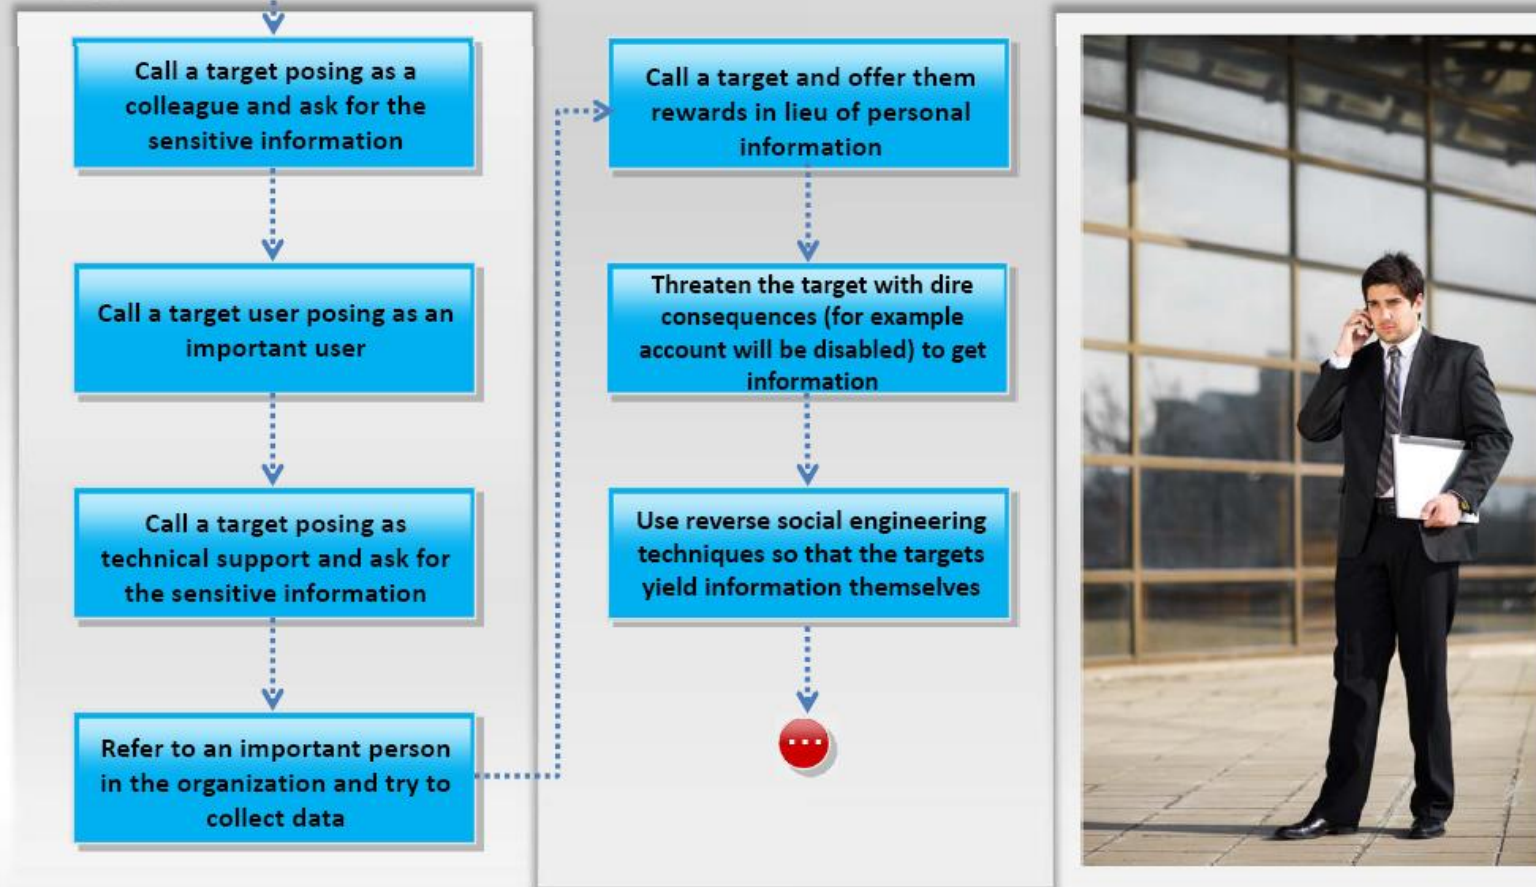 Call a target posing as a
colleague and ask for the
sensitive information
Call a target user posing as an
important user
Call a target posing as
technical support and ask for
the sensitive information
Refer to an important person
in the organization and try to
collect data
Call a target and offer them
rewards in lieu of personal
information
Threaten the target with dire
consequences (for example
account will be disabled) to get
information
Use reverse social engineering
techniques so that the targets
yield information themselves